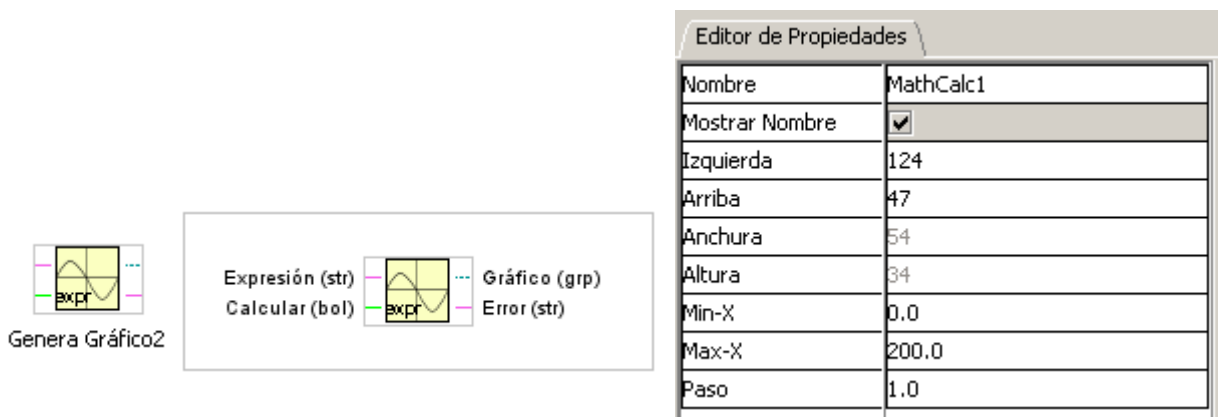 expr
Genera Gráfico2
Expresión (str)
Calcular (bol)
expr
Gráfico (grp)
Error (str)
Editor de Propiedades
Nombre MathCalc1
Mostrar Nombre
Izquierda 124
Arriba 47
Anchura 54
Altura 34
Min-X 0.0
Max-X 200.0
Paso 1.0